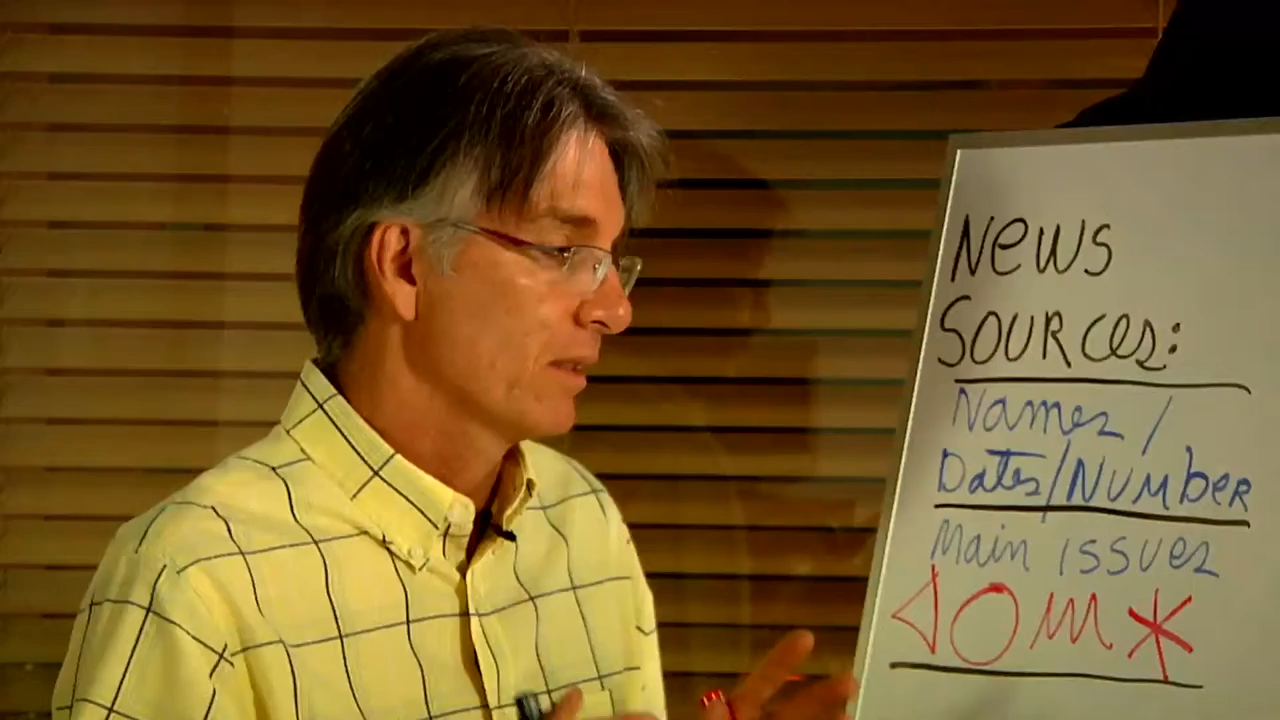 News
Sources:
Names /
Dates/Number
Main issues